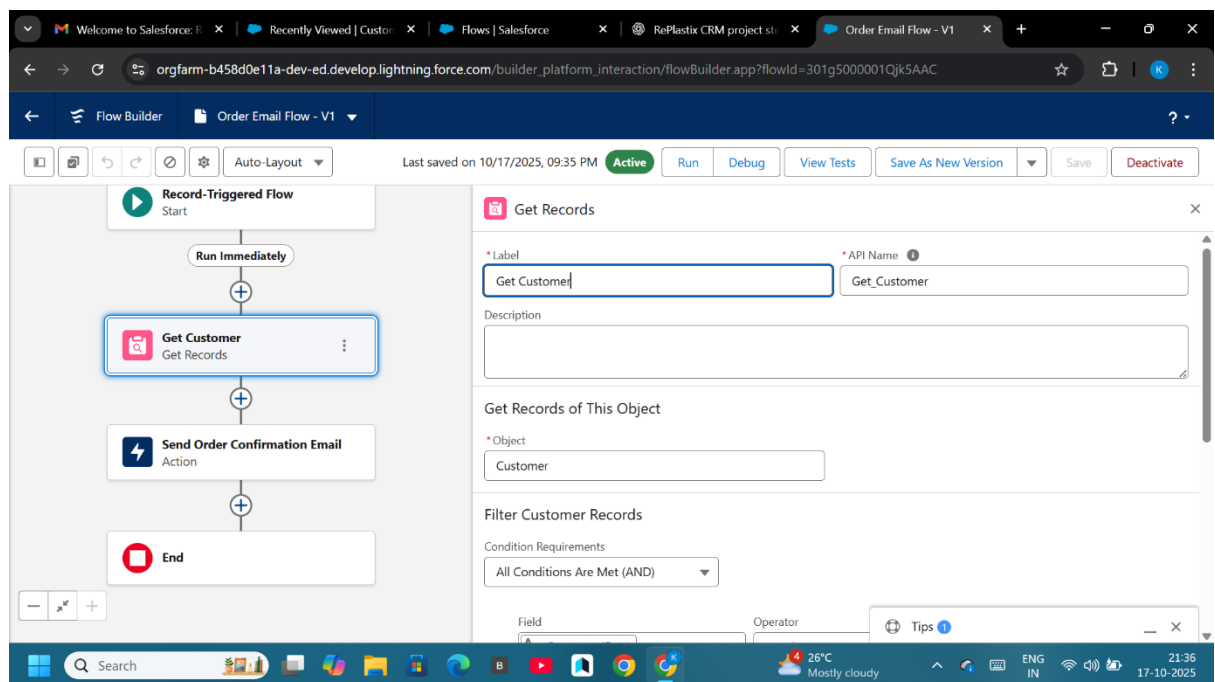 Welcome to Salesforce: R
Recently Viewed | Custon
Flows | Salesforce
RePlastix CRM project ste
Order Email Flow - V1
orgfarm-b458d0e11a-dev-ed.develop.lightning.force.com/builder_platform_interaction/flowBuilder.app?flowId=301g5000001Qjk5AAC
K
Flow Builder
Order Email Flow - V1
?
Auto-Layout
Last saved on 10/17/2025, 09:35 PM
Active
Run
Debug
View Tests
Save As New Version
Save
Deactivate
Record-Triggered Flow
Start
Run Immediately
Get Customer
Get Records
Send Order Confirmation Email
Action
End
Get Records
*Label
*API Name
Get Customer
Get_Customer
Description
Get Records of This Object
*Object
Customer
Filter Customer Records
Condition Requirements
All Conditions Are Met (AND)
Field
Operator
Tips 1
Search
B
4
26°C
Mostly cloudy
ENG
IN
21:36
17-10-2025